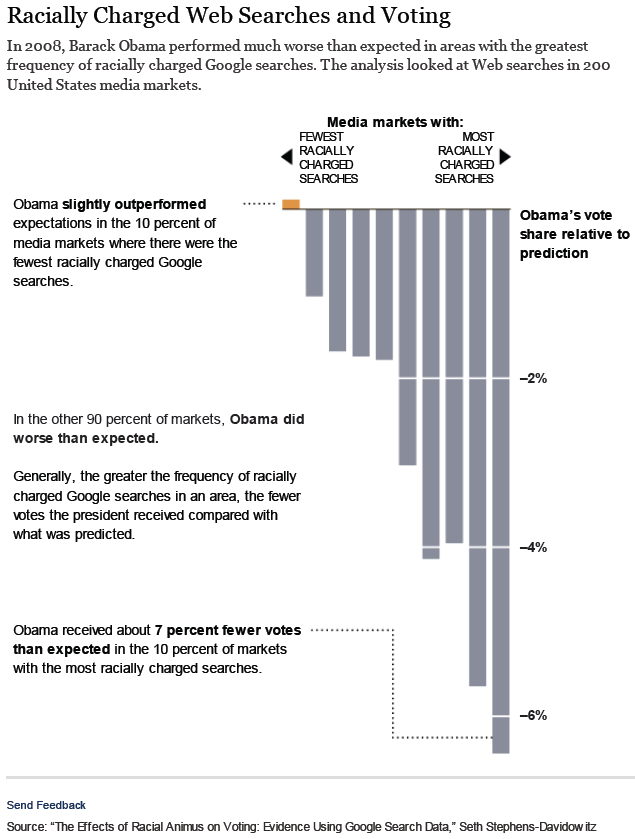 Racially Charged Web Searches and Voting
In 2008, Barack Obama performed much worse than expected in areas with the greatest
frequency of racially charged Google searches. The analysis looked at Web searches in 200
United States media markets.
Media markets with:
FEWEST
RACIALLY
CHARGED
SEARCHES
MOST
RACIALLY
CHARGED
SEARCHES
Obama slightly outperformed
expectations in the 10 percent of
media markets where there were the
fewest racially charged Google
searches.
Obama's vote
share relative to
prediction
–2%
In the other 90 percent of markets, Obama did
worse than expected.
Generally, the greater the frequency of racially
charged Google searches in an area, the fewer
votes the president received compared with
what was predicted.
–4%
Obama received about 7 percent fewer votes
than expected in the 10 percent of markets
with the most racially charged searches.
–6%
Send Feedback
Source: “The Effects of Racial Animus on Voting: Evidence Using Google Search Data,” Seth Stephens-Davidowitz